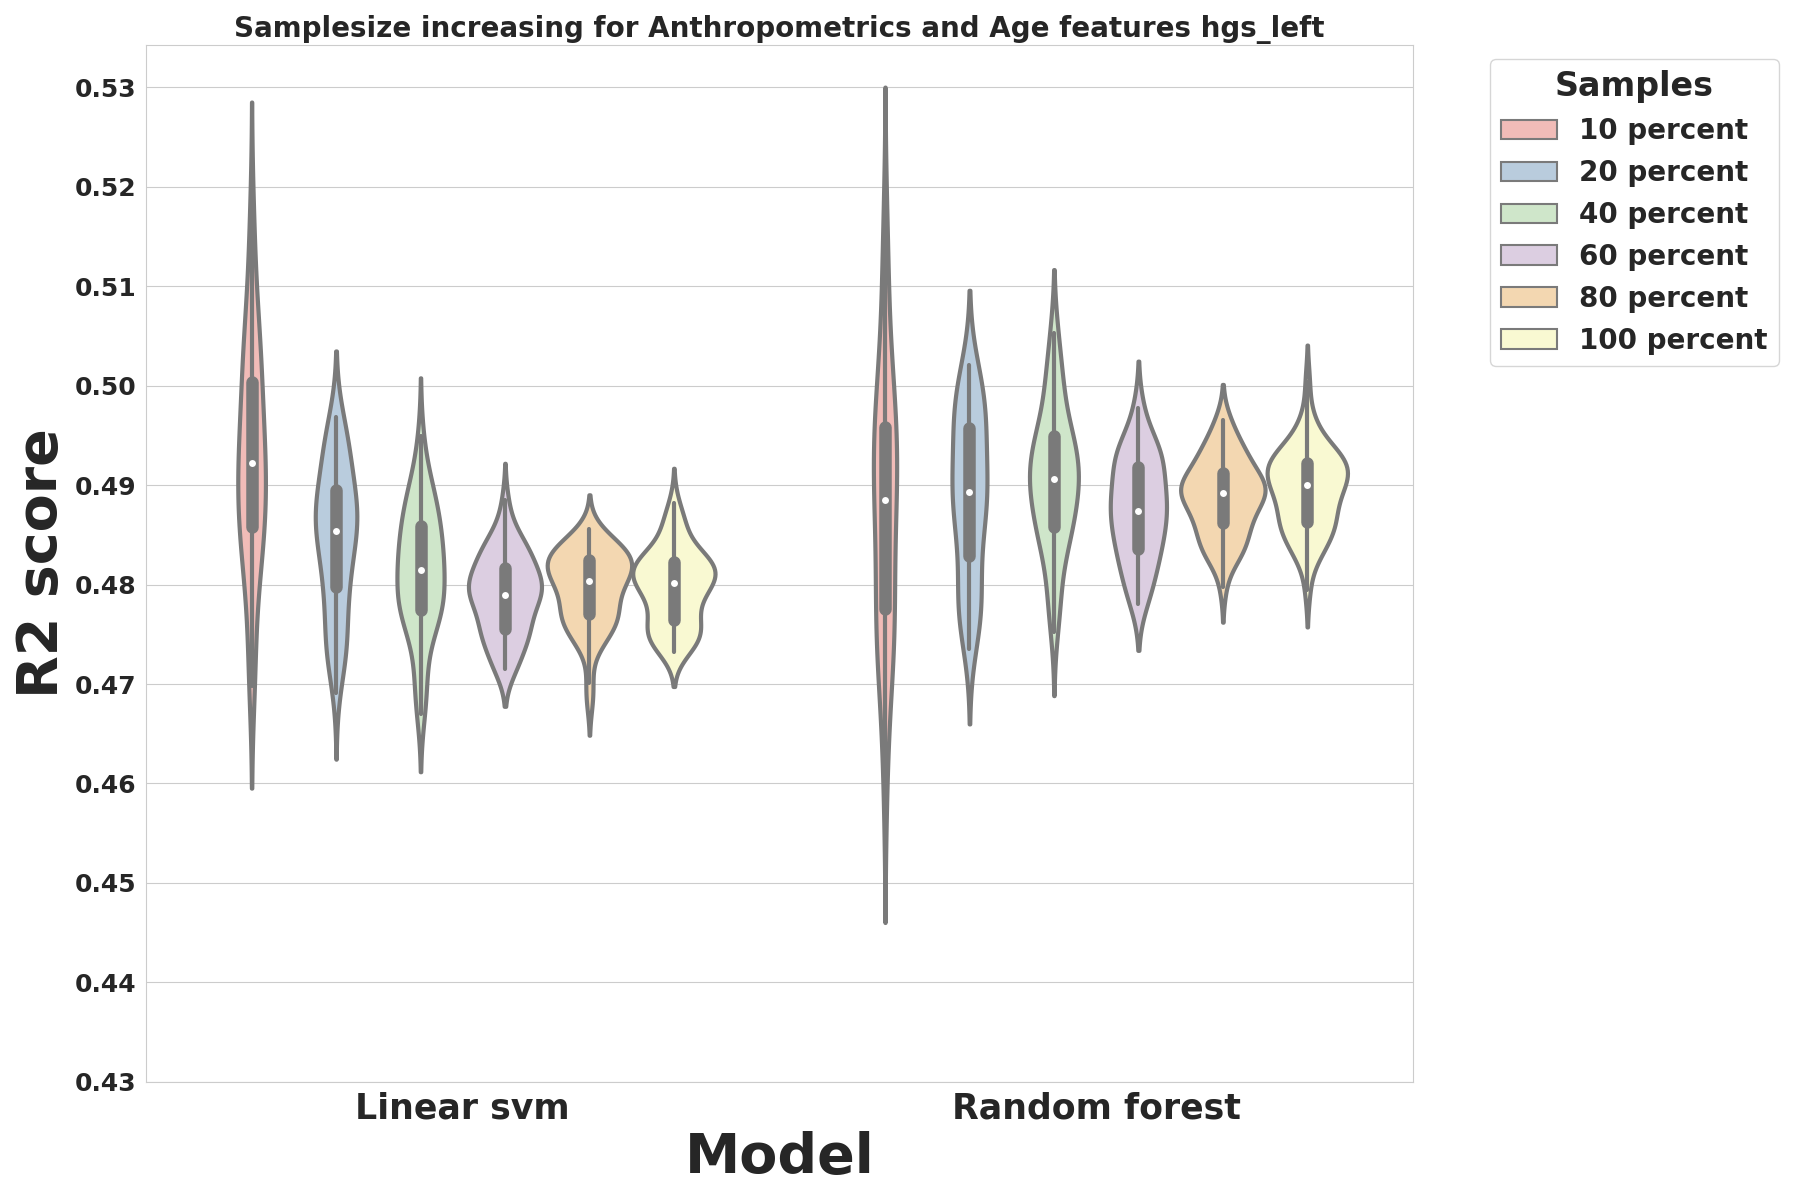 Samplesize increasing for Anthropometrics and Age features hgs_left
0.53
0.52
0.51
0.50
0.49
0.48
0.47
0.46
0.45
0.44
0.43
R2 score
Linear svm
Random forest
Model
Samples
10 percent
20 percent
40 percent
60 percent
80 percent
100 percent